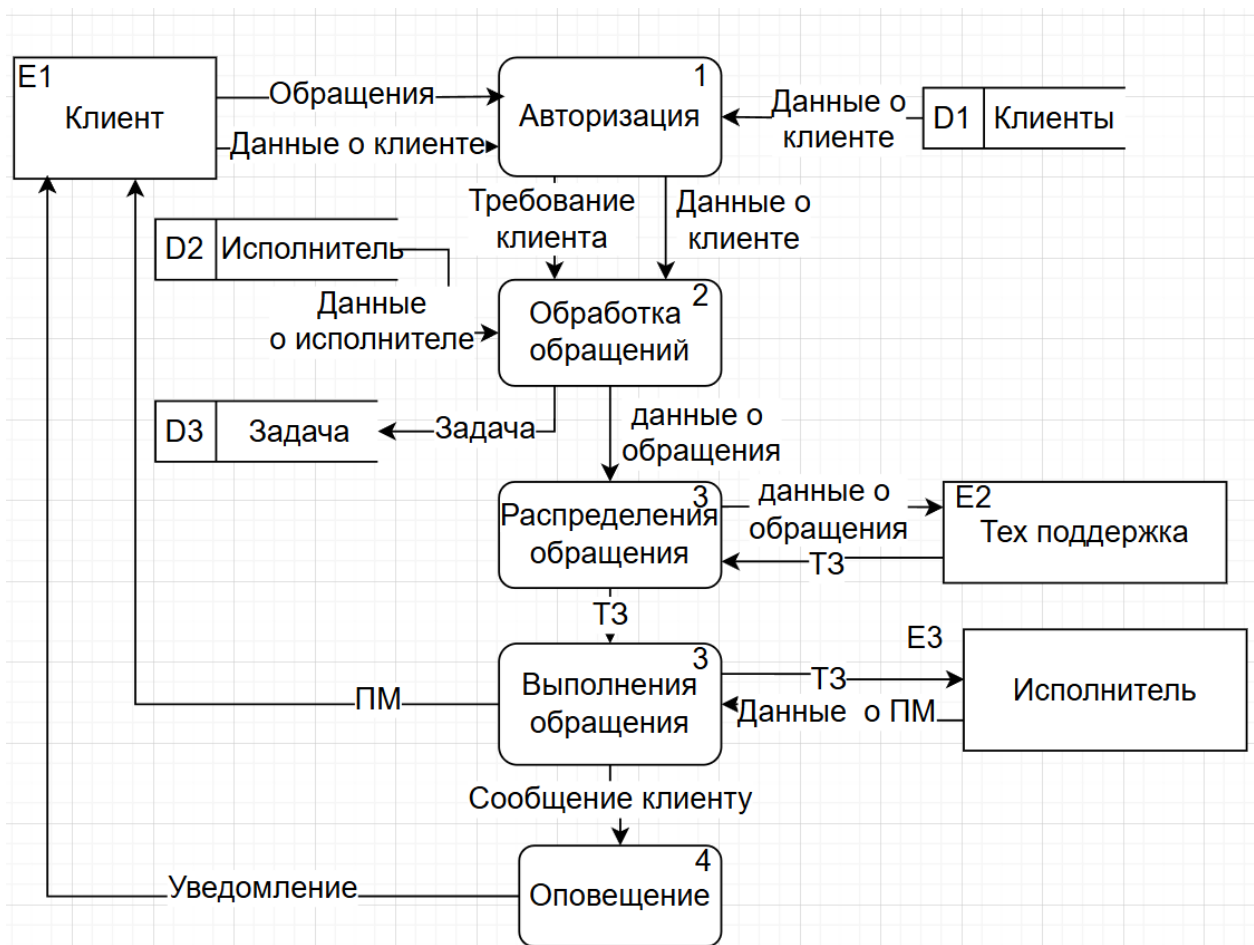 E1
Клиент
Обращения
Данные о клиенте
1
Авторизация
Данные о
клиенте
D1 Клиенты
Требование
клиента
Данные о
клиенте
D2 Исполнитель
Данные
о исполнителе
2
Обработка
обращений
D3 Задача
Задача
данные о
обращения
3
Распределения
обращения
данные о
обращения
ТЗ
E2
Тех поддержка
ТЗ
3
Выполнения
обращения
ПМ
ТЗ
Данные о ПМ
E3
Исполнитель
Сообщение клиенту
4
Оповещение
Уведомление